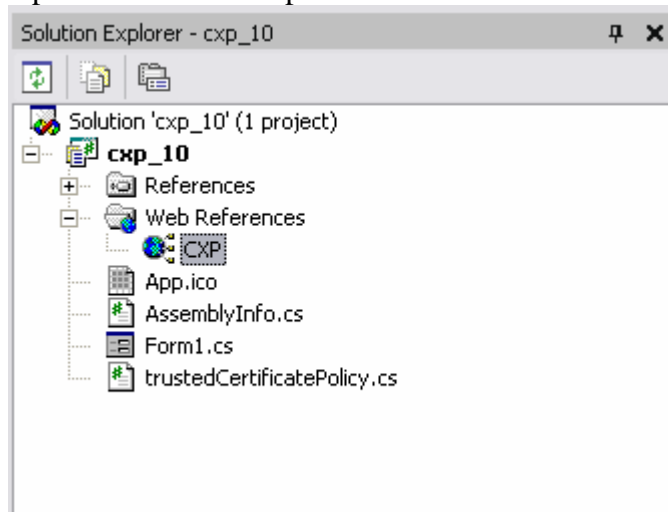 Solution Explorer - cxp_10
Solution 'cxp_10' (1 project)
cxp_10
References
Web References
CXP
App.ico
AssemblyInfo.cs
Form1.cs
trustedCertificatePolicy.cs